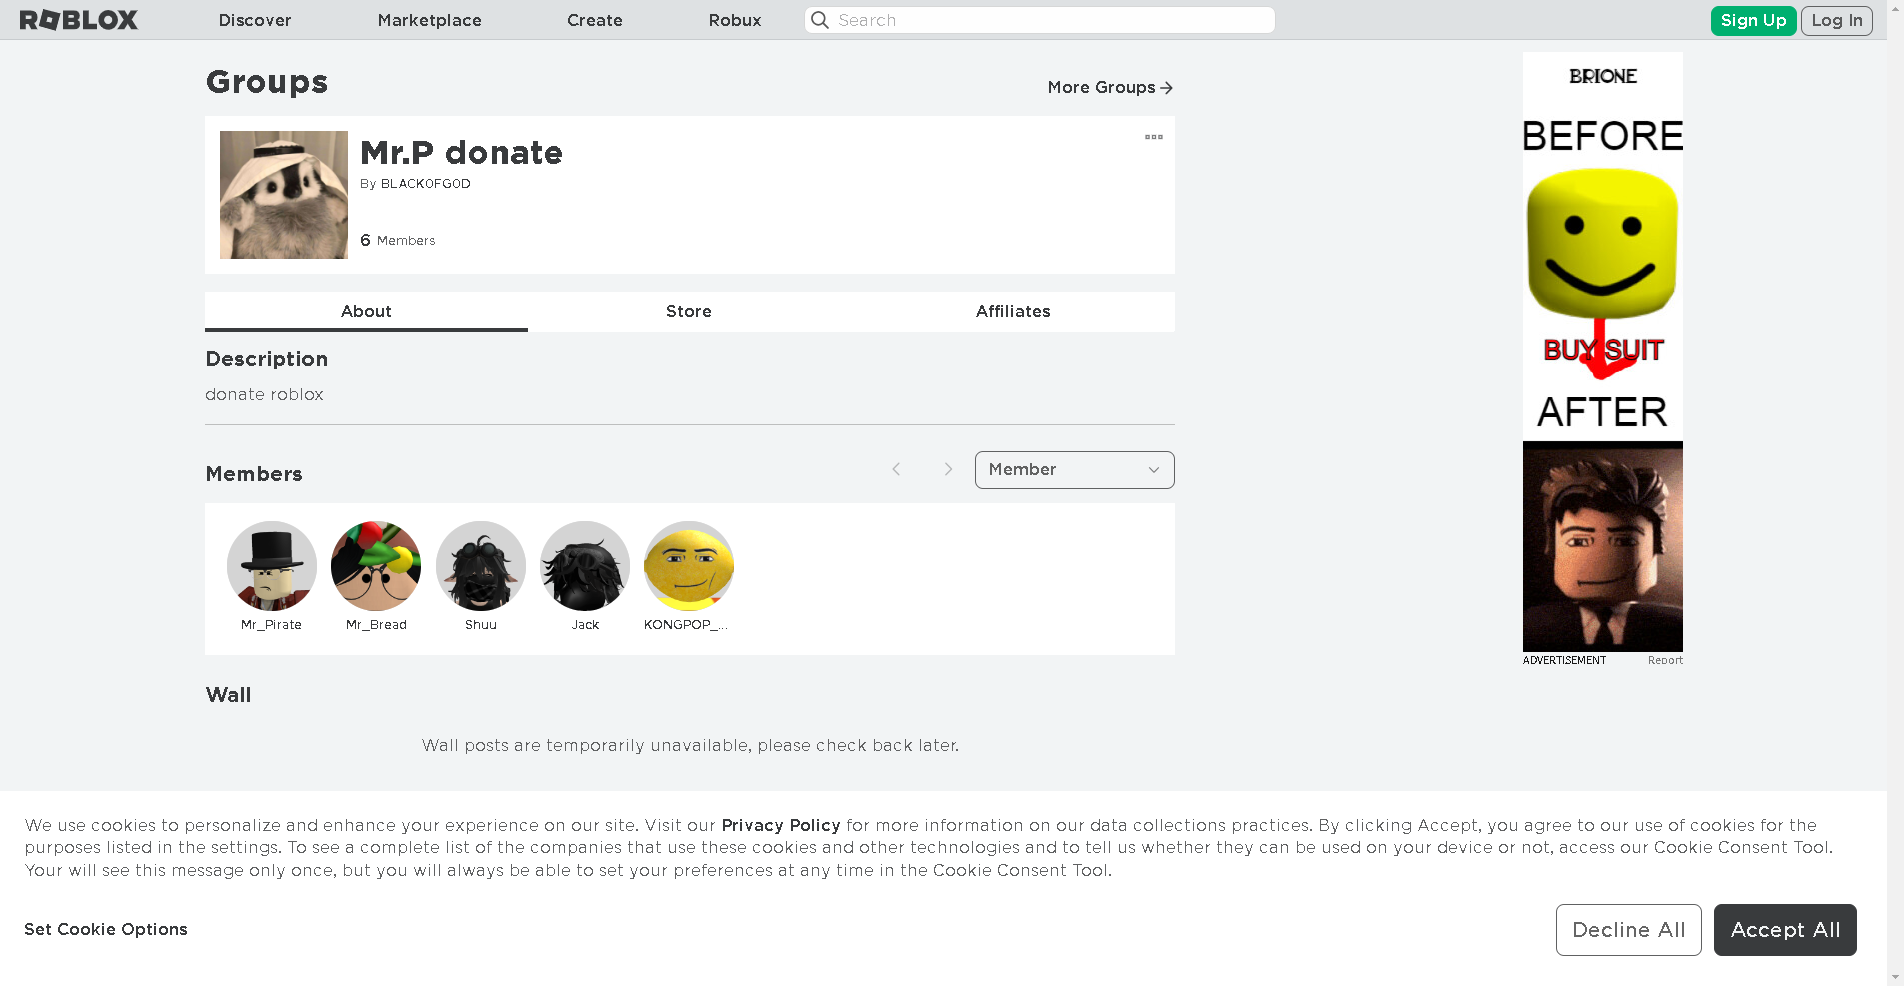 ROBLOX
Discover
Marketplace
Create
Robux
Search
Sign Up
Log In
Groups
More Groups
Mr.P donate
By BLACK0FG0D
6 Members
About
Store
Affiliates
Description
donate roblox
Members
Member
Mr_Pirate
Mr_Bread
Shuu
Jack
KONGPOP_...
Wall
Wall posts are temporarily unavailable, please check back later.
BRIONE
BEFORE
BUY SUIT
AFTER
ADVERTISEMENT
Report
We use cookies to personalize and enhance your experience on our site. Visit our Privacy Policy for more information on our data collections practices. By clicking Accept, you agree to our use of cookies for the
purposes listed in the settings. To see a complete list of the companies that use these cookies and other technologies and to tell us whether they can be used on your device or not, access our Cookie Consent Tool.
Your will see this message only once, but you will always be able to set your preferences at any time in the Cookie Consent Tool.
Set Cookie Options
Decline All
Accept All